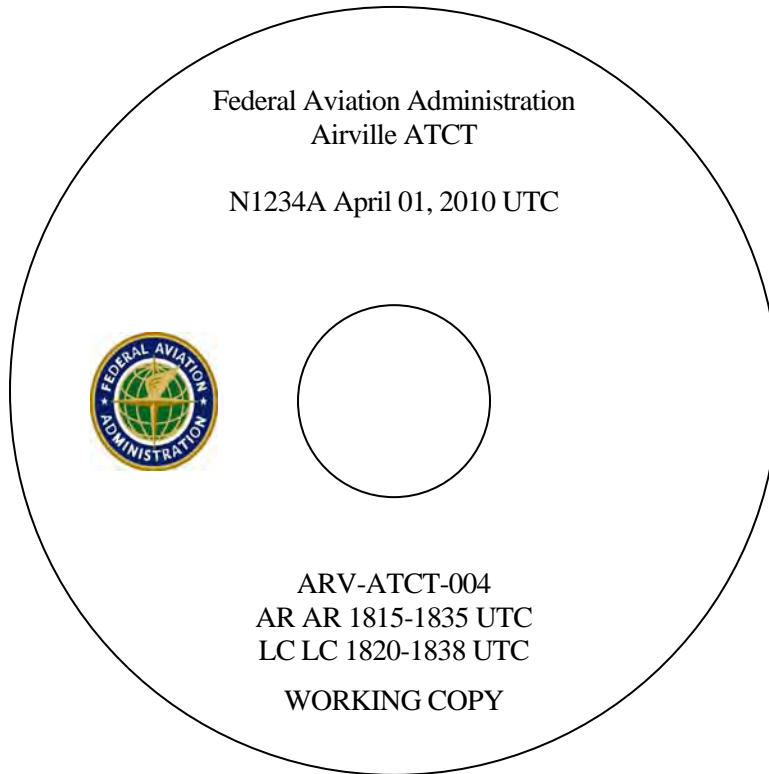 Federal Aviation Administration
Airville ATCT
N1234A April 01, 2010 UTC
FEDERAL AVIATION
ADMINISTRATION
ARV-ATCT-004
AR AR 1815-1835 UTC
LC LC 1820-1838 UTC
WORKING COPY